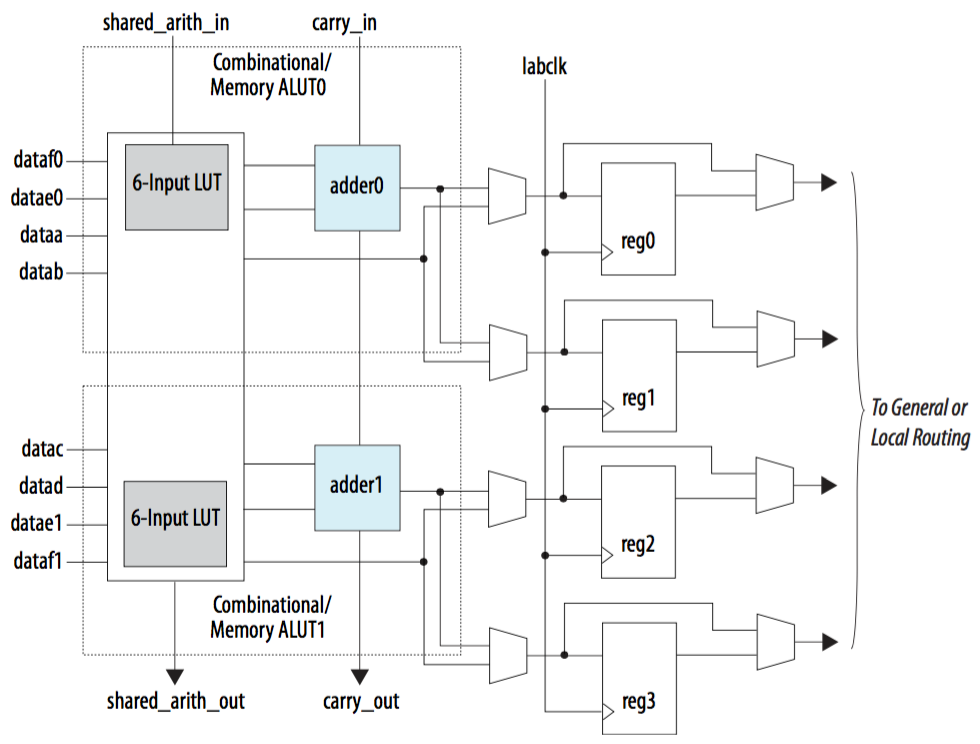 shared_arith_in
carry_in
Combinational/
Memory ALUT0
labclk
dataf0
datae0
dataa
datab
6-Input LUT
adder0
reg0
reg1
To General or
Local Routing
datac
datad
datae1
dataf1
6-Input LUT
adder1
reg2
Combinational/
Memory ALUT1
reg3
shared_arith_out
carry_out